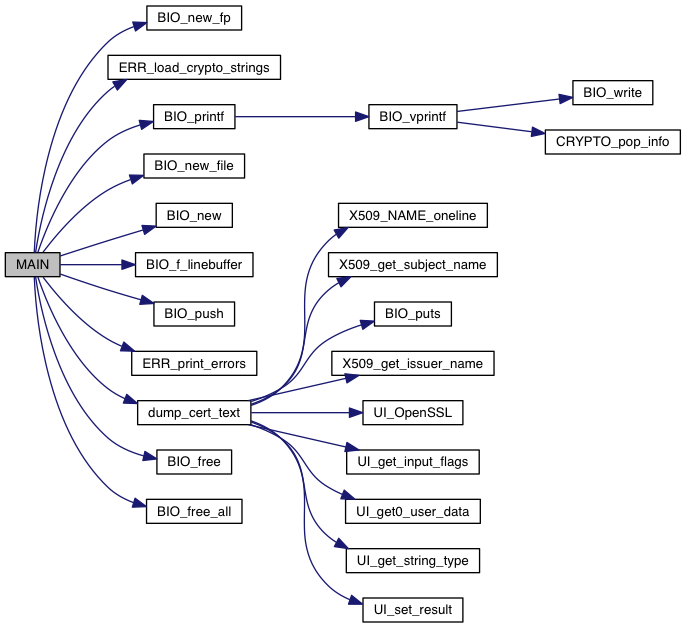 BIO_new_fp
ERR_load_crypto_strings
BIO_printf
BIO_vprintf
BIO_write
CRYPTO_pop_info
BIO_new_file
BIO_new
MAIN
BIO_f_linebuffer
BIO_push
ERR_print_errors
dump_cert_text
BIO_free
BIO_free_all
X509_NAME_oneline
X509_get_subject_name
BIO_puts
X509_get_issuer_name
UI_OpenSSL
UI_get_input_flags
UI_get0_user_data
UI_get_string_type
UI_set_result